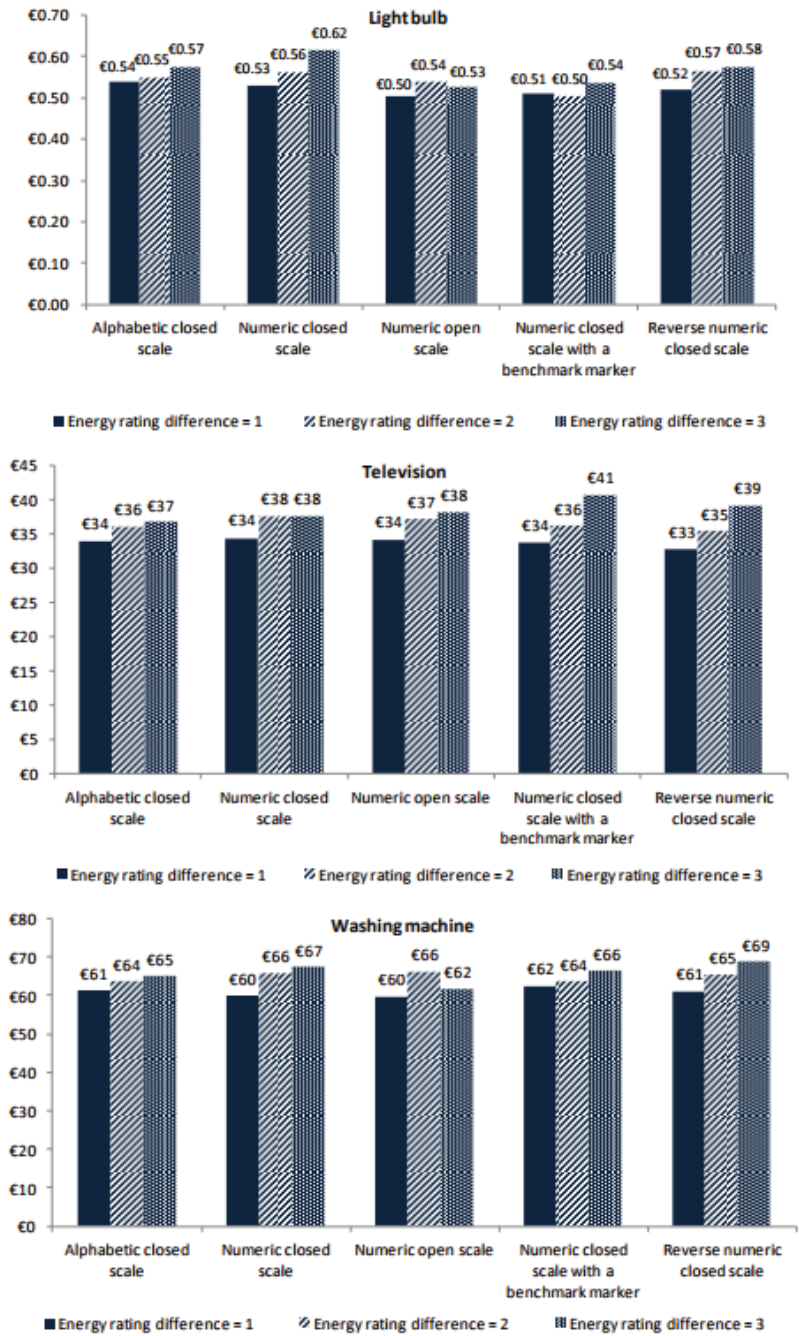 Light bulb
€0.70
€0.60
€0.50
€0.40
€0.30
€0.20
€0.10
€0.00
€0.54 €0.55 €0.57
€0.53 €0.56 €0.62
€0.50 €0.54 €0.53
€0.51 €0.50 €0.54
€0.52 €0.57 €0.58
Alphabetic closed
scale
Numeric closed
scale
Numeric open
scale
Numeric closed
scale with a
benchmark marker
Reverse numeric
closed scale
Energy rating difference = 1 Energy rating difference = 2 Energy rating difference = 3
Television
€45
€40
€35
€30
€25
€20
€15
€10
€5
€0
€34 €36 €37
€34 €38 €38
€34 €37 €38
€34 €36 €41
€33 €35 €39
Alphabetic closed
scale
Numeric closed
scale
Numeric open scale
Numeric closed
scale with a
benchmark marker
Reverse numeric
closed scale
Energy rating difference = 1 Energy rating difference = 2 Energy rating difference = 3
Washing machine
€80
€70
€60
€50
€40
€30
€20
€10
€0
€61 €64 €65
€60 €66 €67
€60 €66 €62
€62 €64 €66
€61 €65 €69
Alphabetic closed
scale
Numeric closed
scale
Numeric open scale
Numeric closed
scale with a
benchmark marker
Reverse numeric
closed scale
Energy rating difference = 1 Energy rating difference = 2 Energy rating difference = 3